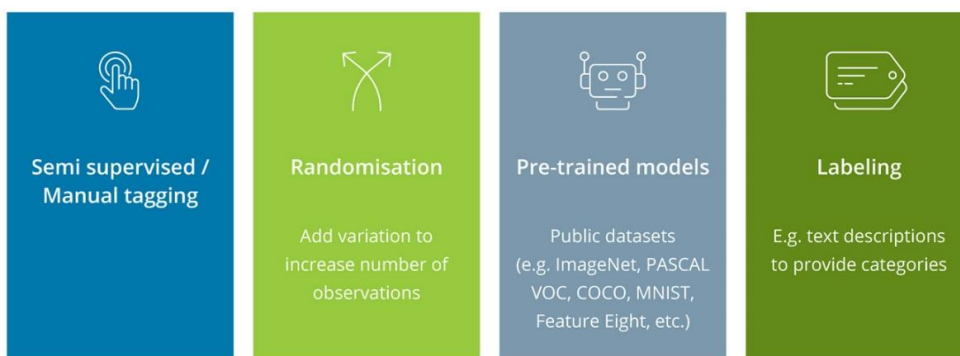 Semi supervised /
Manual tagging
Randomisation
Add variation to
increase number of
observations
Pre-trained models
Public datasets
(e.g. ImageNet, PASCAL
VOC, COCO, MNIST,
Feature Eight, etc.)
Labeling
E.g. text descriptions
to provide categories